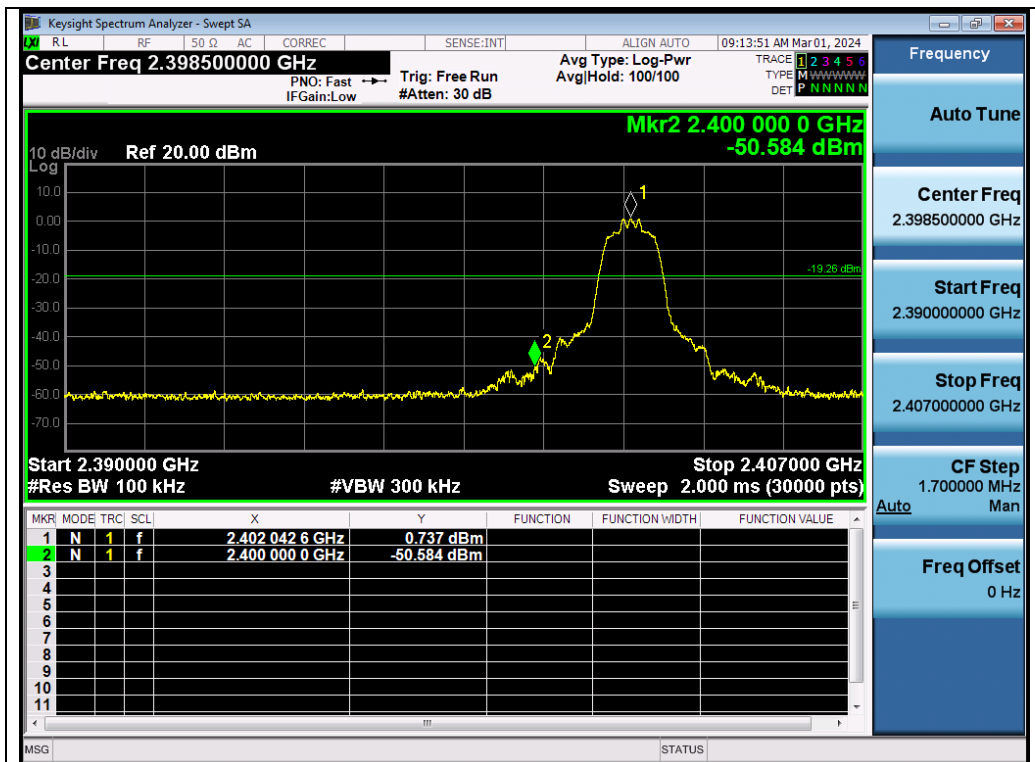 Keysight Spectrum Analyzer - Swept SA
LXI RL RF 50 Ω AC CORREC SENSE:INT ALIGN AUTO 09:13:51 AM Mar 01, 2024
Center Freq 2.398500000 GHz
PNO: Fast
IFGain:Low
Trig: Free Run
#Atten: 30 dB
Avg Type: Log-Pwr
Avg|Hold: 100/100
TRACE 1 2 3 4 5 6
TYPE M WWWWW
DET P N N N N N
Mkr2 2.400 000 0 GHz
-50.584 dBm
10 dB/div Ref 20.00 dBm
Log
10.0
0.00
-10.0
-20.0
-30.0
-40.0
-50.0
-60.0
-70.0
1
-19.26 dBm
2
Start 2.390000 GHz Stop 2.407000 GHz
#Res BW 100 kHz #VBW 300 kHz Sweep 2.000 ms (30000 pts)
MKR MODE TRC SCL X Y FUNCTION FUNCTION WIDTH FUNCTION VALUE
1 N 1 f 2.402 042 6 GHz 0.737 dBm
2 N 1 f 2.400 000 0 GHz -50.584 dBm
3
4
5
6
7
8
9
10
11
MSG STATUS
Frequency
Auto Tune
Center Freq
2.398500000 GHz
Start Freq
2.390000000 GHz
Stop Freq
2.407000000 GHz
CF Step
1.700000 MHz
Auto Man
Freq Offset
0 Hz